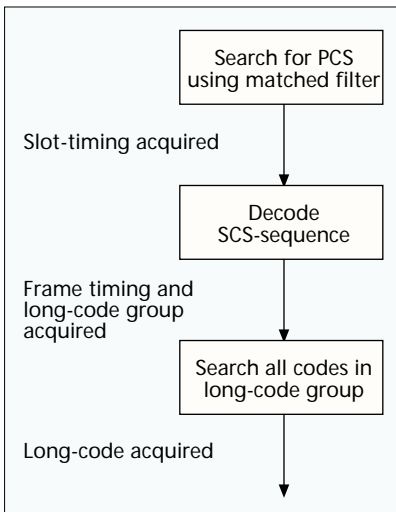 Search for PCS
using matched filter
Slot-timing acquired
Decode
SCS-sequence
Frame timing and
long-code group
acquired
Search all codes in
long-code group
Long-code acquired